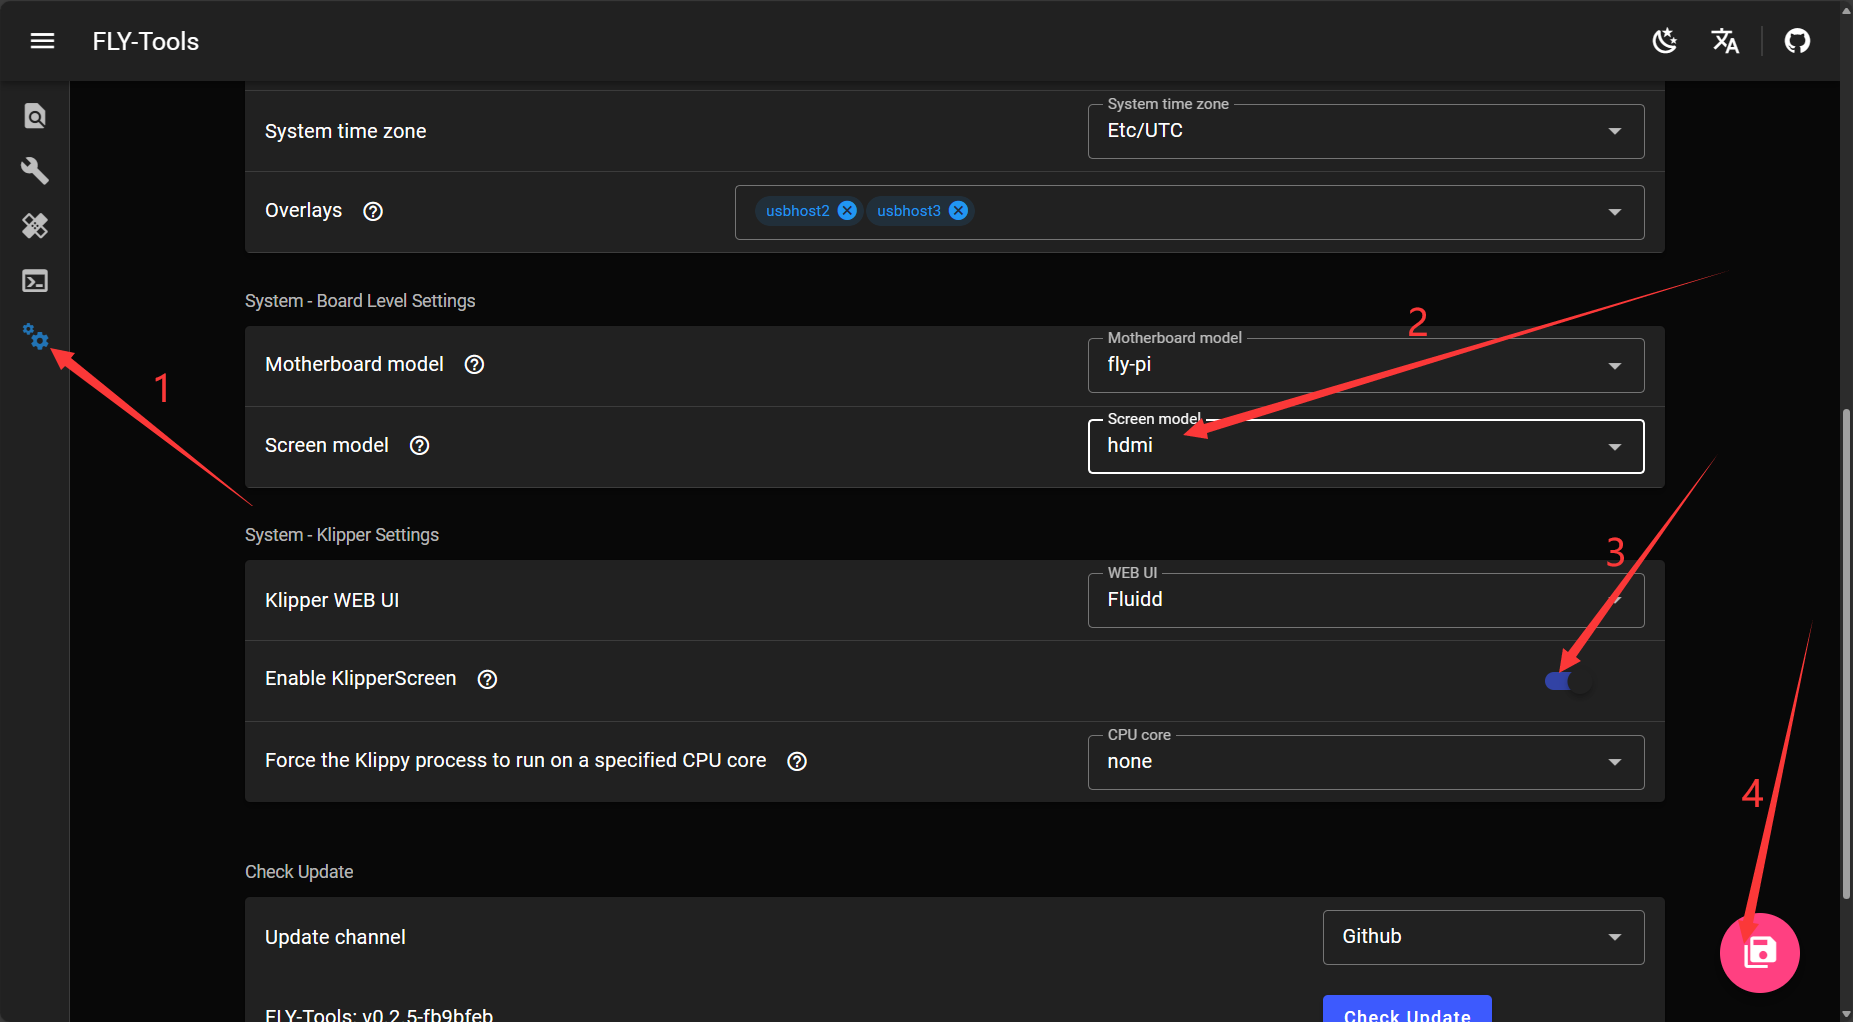 FLY-Tools
System time zone
System time zone
Etc/UTC
Overlays
usbhost2
usbhost3
System - Board Level Settings
2
Motherboard model
Motherboard model
fly-pi
1
Screen model
Screen model
hdmi
System - Klipper Settings
3
Klipper WEB UI
WEB UI
Fluidd
Enable KlipperScreen
Force the Klippy process to run on a specified CPU core
CPU core
none
4
Check Update
Update channel
Github
FLY-Tools: v0.2.5-fb9bfeb
Check Update